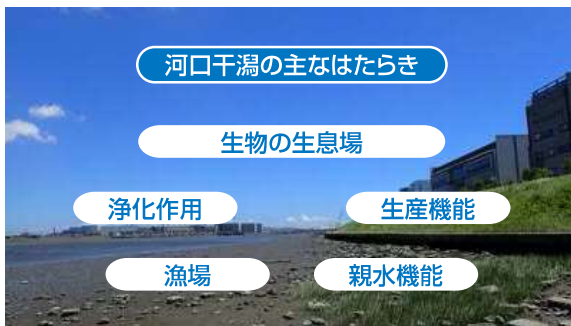 河口干潟の主なはたらき
生物の生息場
浄化作用
生産機能
漁場
親水機能